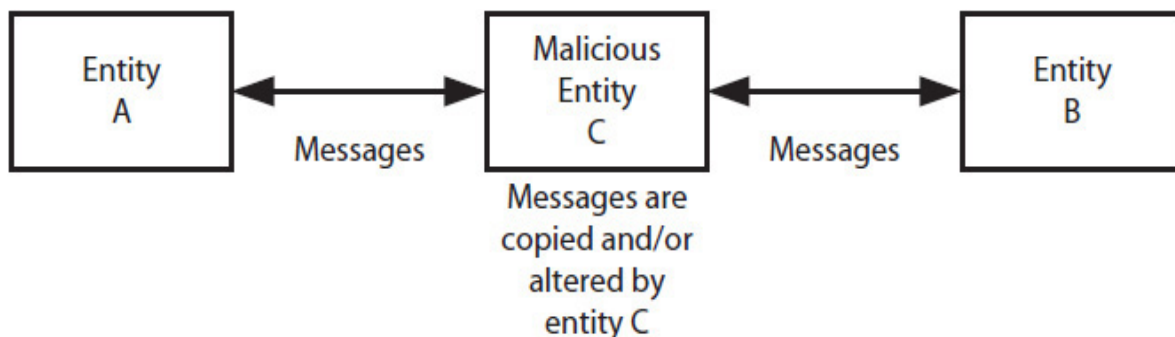 Entity
A
Messages
Malicious
Entity
C
Messages are
copied and/or
altered by
entity C
Messages
Entity
B